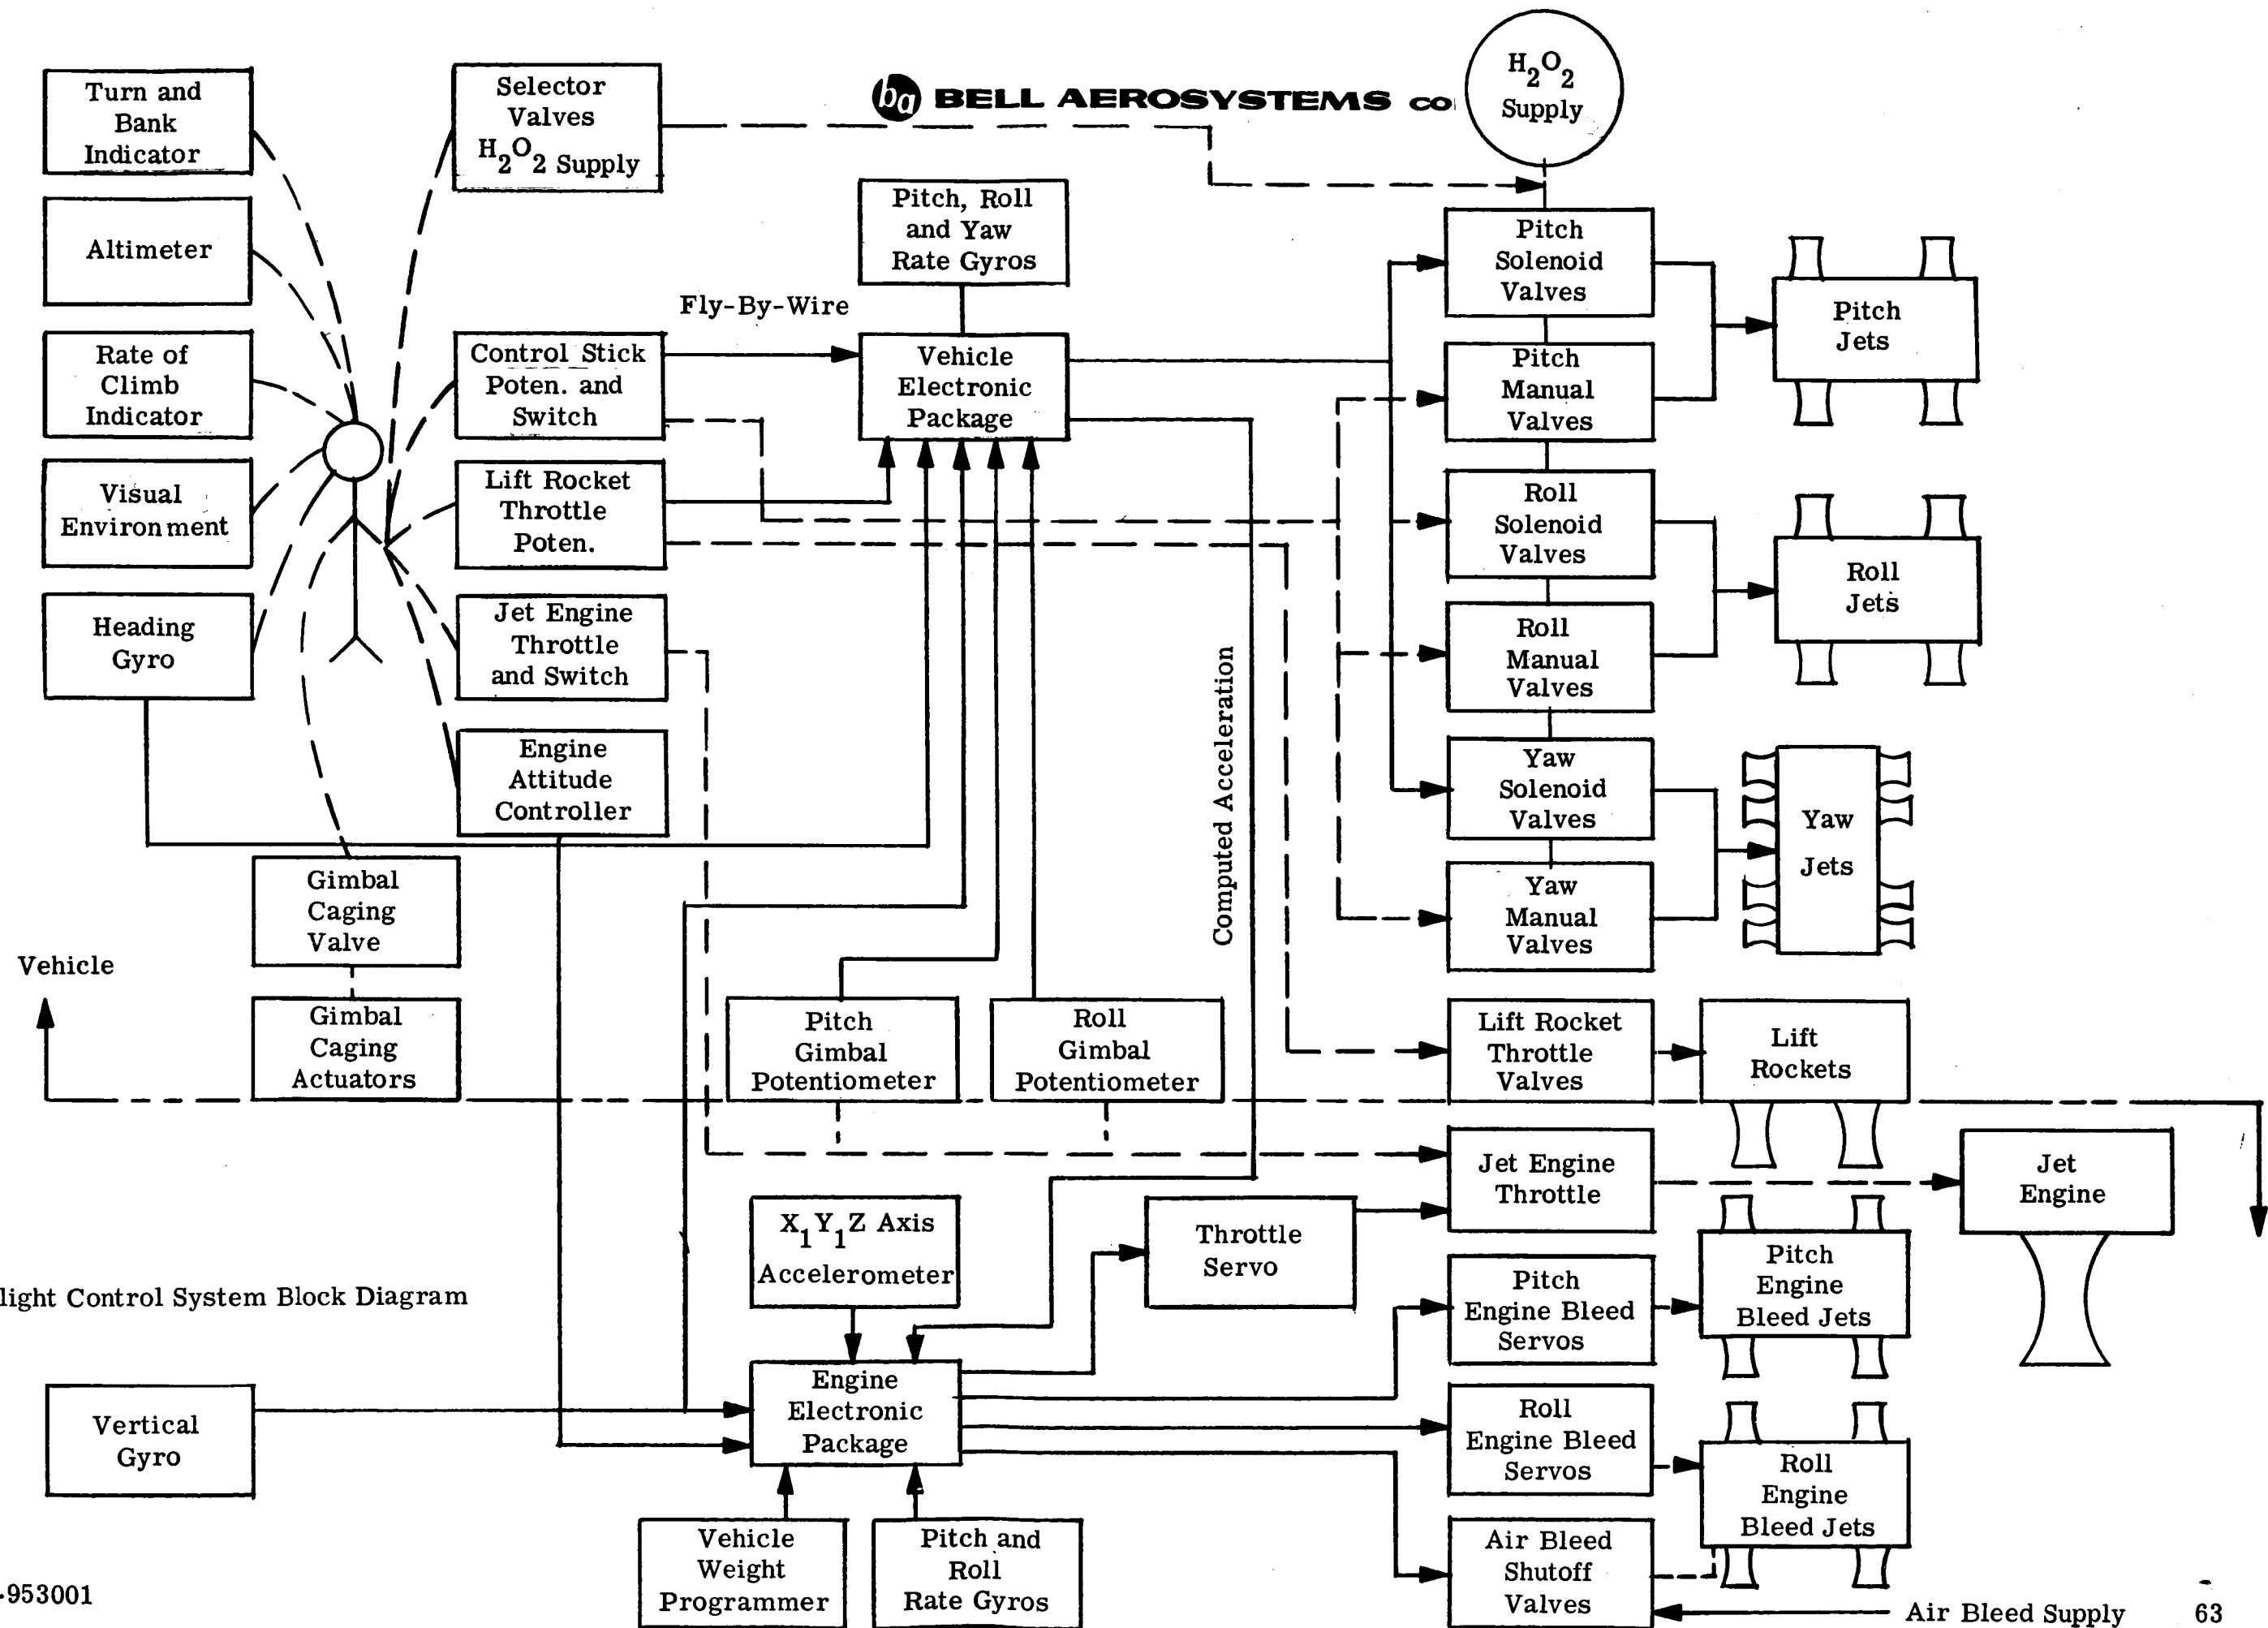 ba BELL AEROSYSTEMS CO
H2O2
Supply
Turn and
Bank
Indicator
Selector
Valves
H2O2 Supply
Altimeter
Pitch, Roll
and Yaw
Rate Gyros
Pitch
Solenoid
Valves
Pitch
Jets
Fly-By-Wire
Rate of
Climb
Indicator
Control Stick
Poten. and
Switch
Vehicle
Electronic
Package
Pitch
Manual
Valves
Visual
Environment
Lift Rocket
Throttle
Poten.
Roll
Solenoid
Valves
Roll
Jets
Heading
Gyro
Jet Engine
Throttle
and Switch
Roll
Manual
Valves
Engine
Attitude
Controller
Computed Acceleration
Yaw
Solenoid
Valves
Yaw
Jets
Gimbal
Caging
Valve
Yaw
Manual
Valves
Vehicle
Gimbal
Caging
Actuators
Pitch
Gimbal
Potentiometer
Roll
Gimbal
Potentiometer
Lift Rocket
Throttle
Valves
Lift
Rockets
Jet Engine
Throttle
Jet
Engine
X1Y1Z Axis
Accelerometer
Throttle
Servo
Pitch
Engine Bleed
Servos
Pitch
Engine
Bleed Jets
light Control System Block Diagram
Vertical
Gyro
Engine
Electronic
Package
Roll
Engine Bleed
Servos
Roll
Engine
Bleed Jets
Vehicle
Weight
Programmer
Pitch and
Roll
Rate Gyros
Air Bleed
Shutoff
Valves
Air Bleed Supply
-953001
63